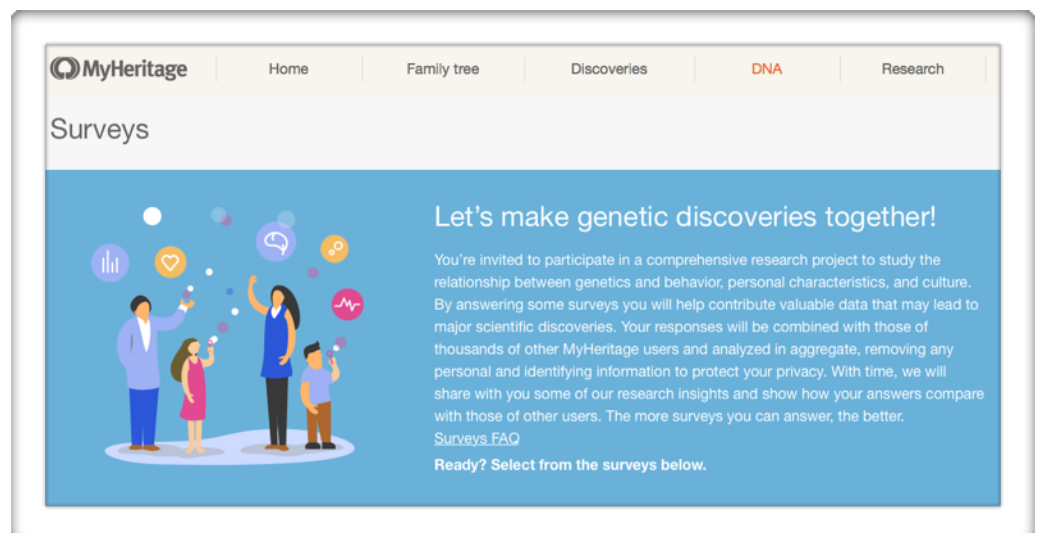 MyHeritage Home Family tree Discoveries DNA Research
Surveys
Let's make genetic discoveries together!
You're invited to participate in a comprehensive research project to study the
relationship between genetics and behavior, personal characteristics, and culture.
By answering some surveys you will help contribute valuable data that may lead to
major scientific discoveries. Your responses will be combined with those of
thousands of other MyHeritage users and analyzed in aggregate, removing any
personal and identifying information to protect your privacy. With time, we will
share with you some of our research insights and show how your answers compare
with those of other users. The more surveys you can answer, the better.
Surveys FAQ
Ready? Select from the surveys below.